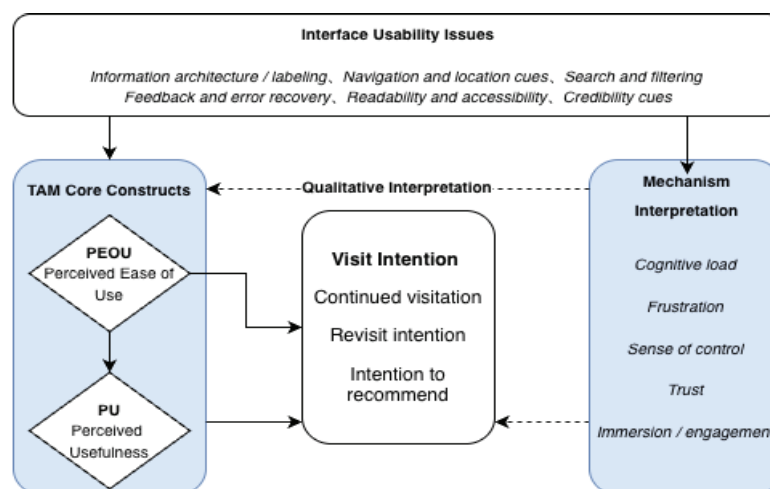 Interface Usability Issues
Information architecture / labeling、Navigation and location cues、Search and filtering
Feedback and error recovery、Readability and accessibility、Credibility cues
TAM Core Constructs
Qualitative Interpretation
Mechanism
Interpretation
PEOU
Perceived Ease of
Use
PU
Perceived
Usefulness
Visit Intention
Continued visitation
Revisit intention
Intention to
recommend
Cognitive load
Frustration
Sense of control
Trust
Immersion / engagement